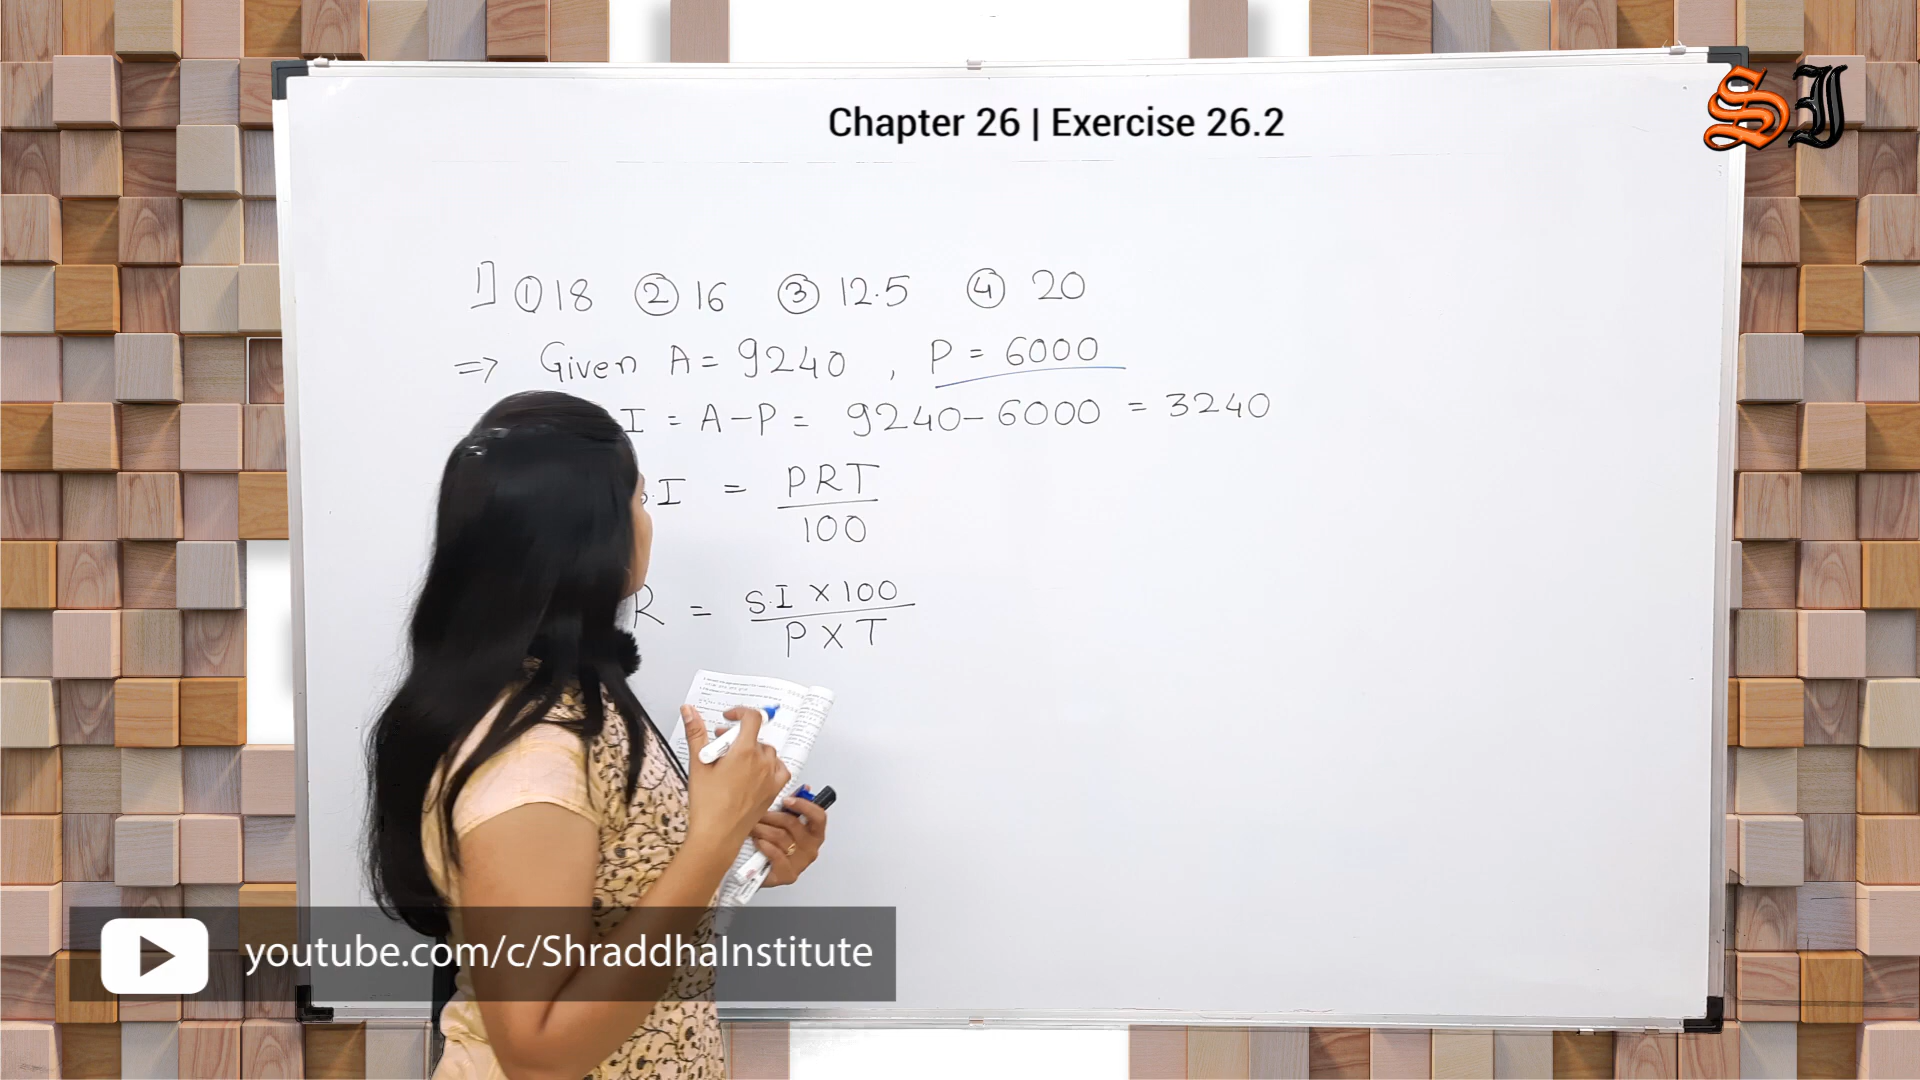 Chapter 26 | Exercise 26.2
SI
1] ① 18 ② 16 ③ 12.5 ④ 20
=> Given A = 9240 , P = 6000
I = A-P = 9240-6000 = 3240
S.I = PRT
100
R = S.I X 100
P X T
youtube.com/c/ShraddhaInstitute